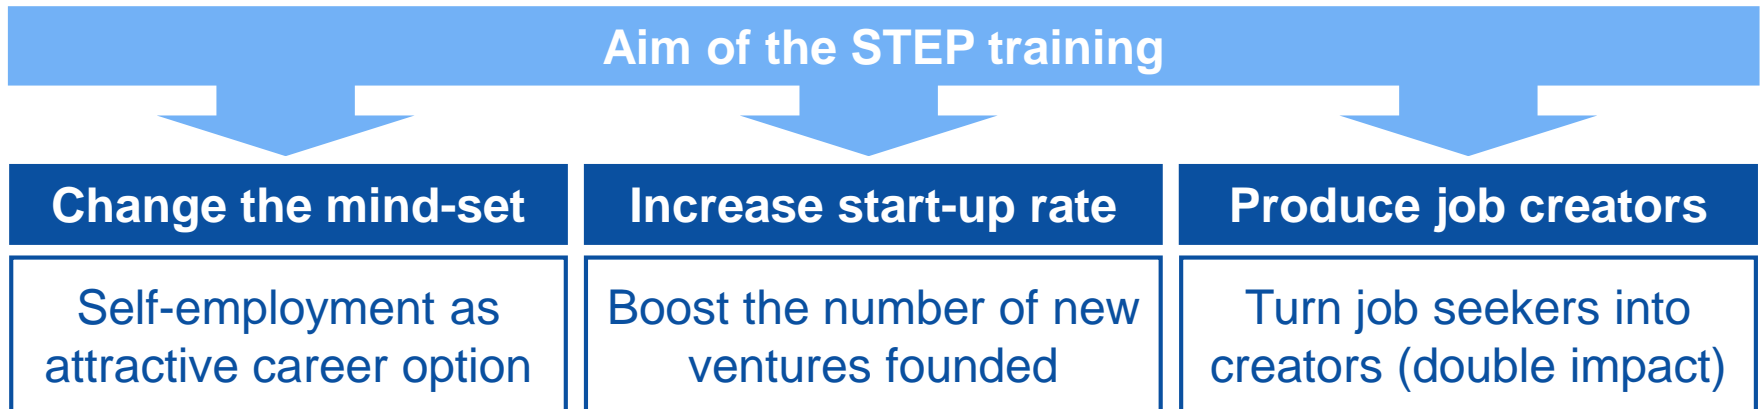 Aim of the STEP training
Change the mind-set
Self-employment as
attractive career option
Increase start-up rate
Boost the number of new
ventures founded
Produce job creators
Turn job seekers into
creators (double impact)